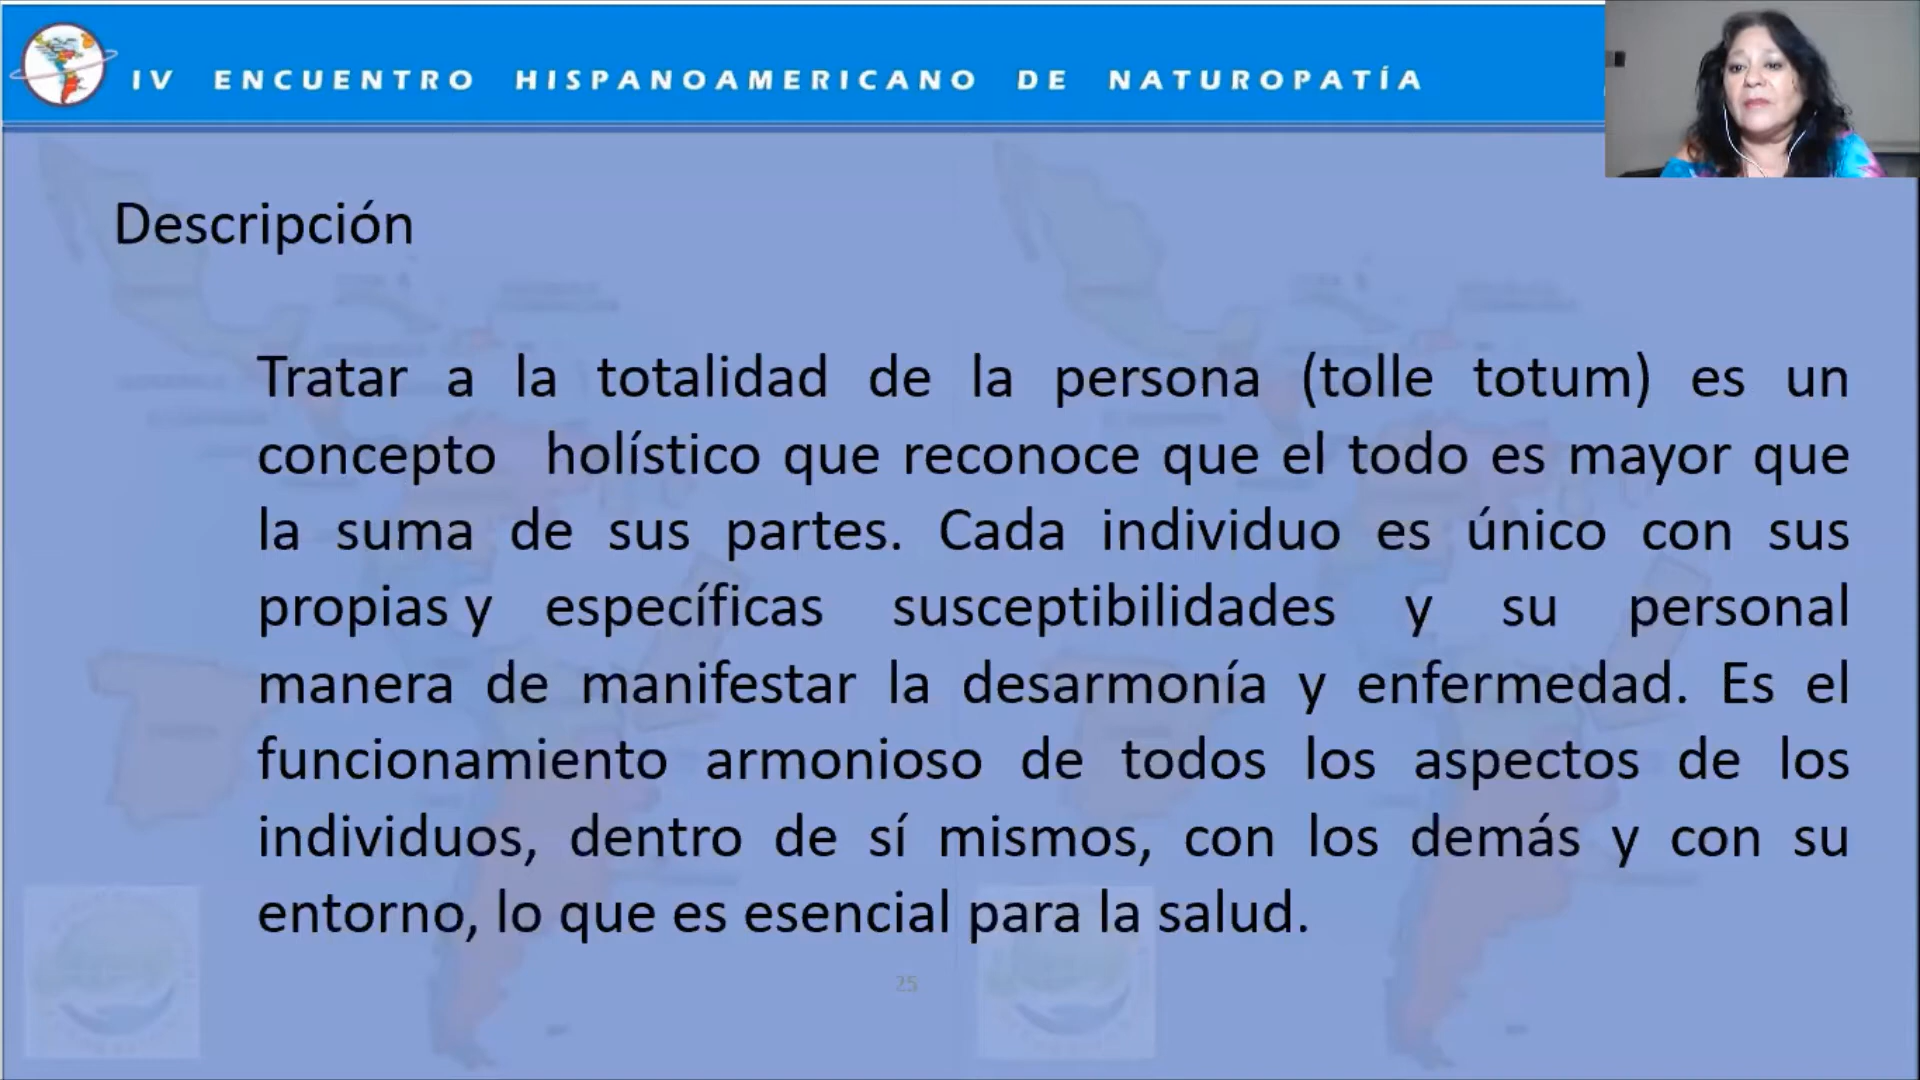 IV ENCUENTRO HISPANOAMERICANO DE NATUROPATÍA
Descripción
Tratar a la totalidad de la persona (tolle totum) es un
concepto holístico que reconoce que el todo es mayor que
la suma de sus partes. Cada individuo es único con sus
propias y específicas susceptibilidades y su personal
manera de manifestar la desarmonía y enfermedad. Es el
funcionamiento armonioso de todos los aspectos de los
individuos, dentro de sí mismos, con los demás y con su
entorno, lo que es esencial para la salud.
25